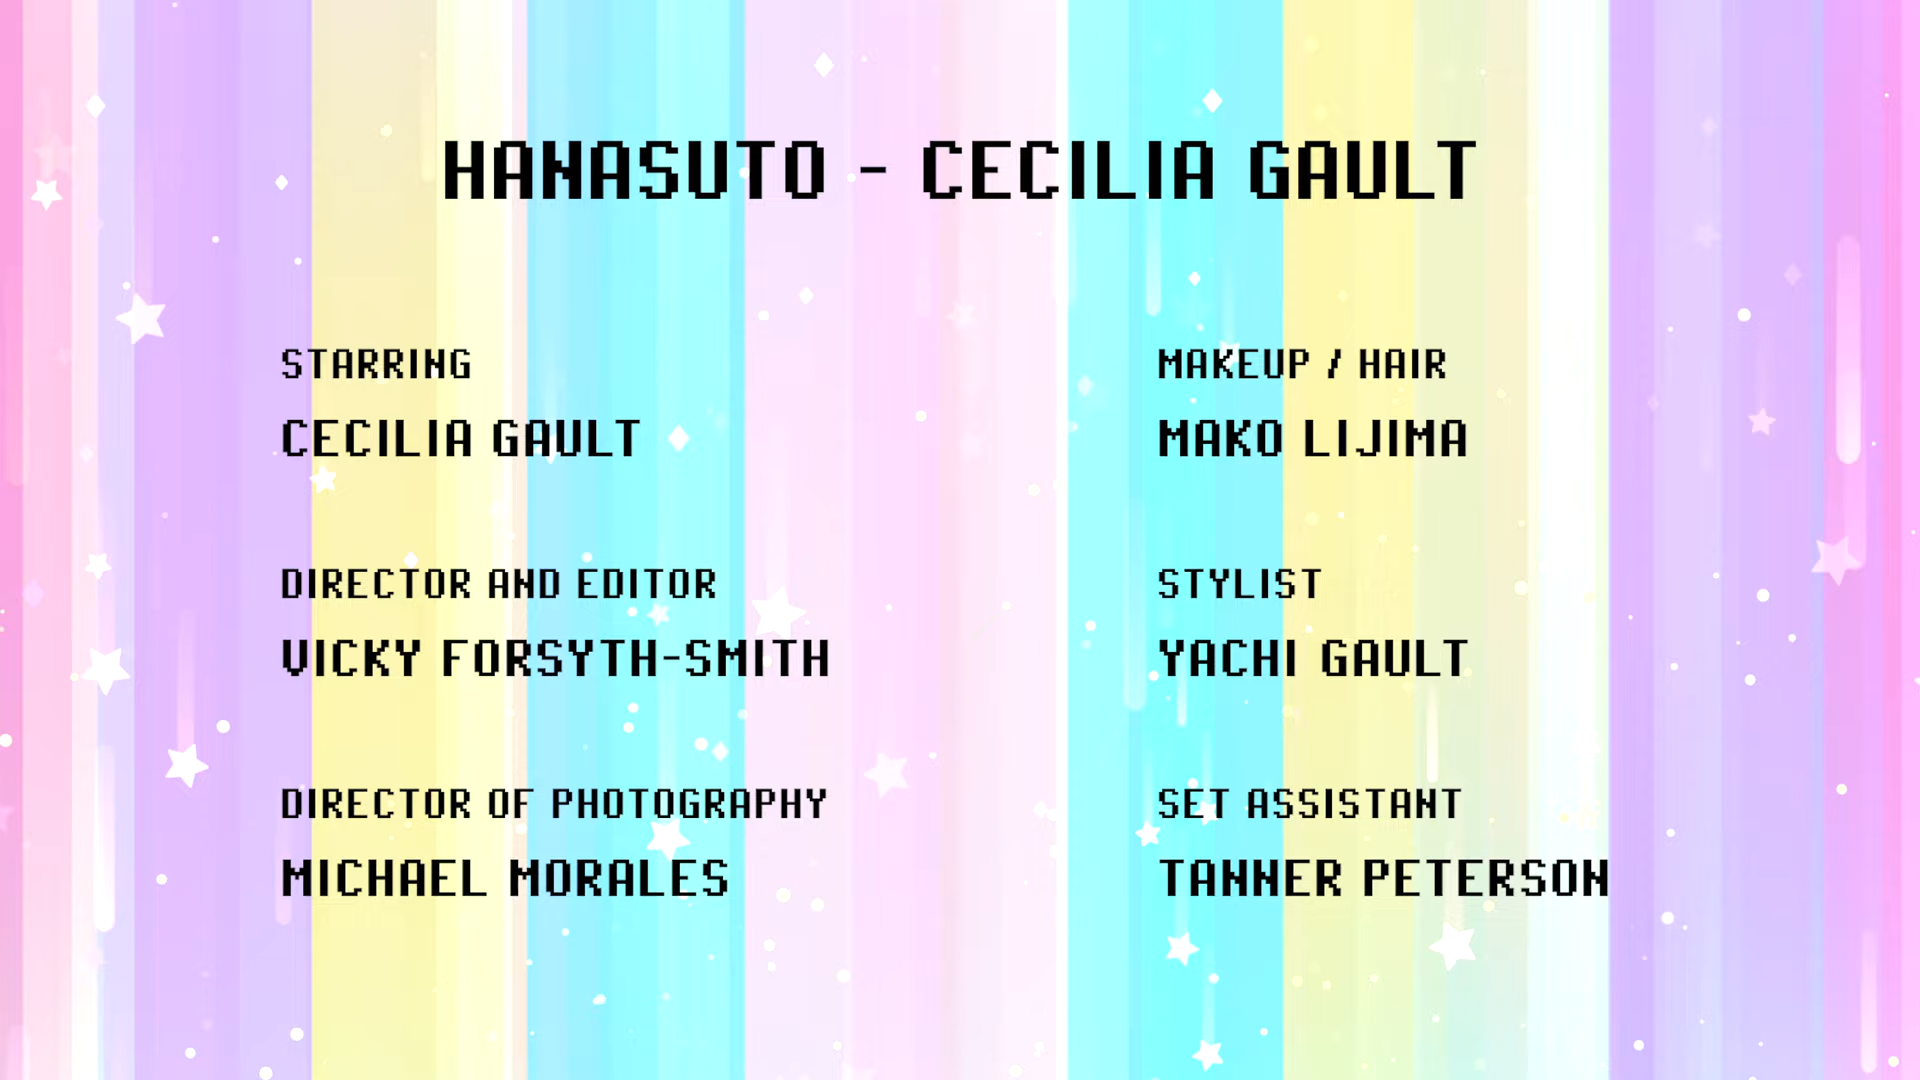 HANASUTO - CECILIA GAULT
STARRING
CECILIA GAULT
DIRECTOR AND EDITOR
VICKY FORSYTH-SMITH
DIRECTOR OF PHOTOGRAPHY
MICHAEL MORALES
MAKEUP / HAIR
MAKO LIJIMA
STYLIST
YACHI GAULT
SET ASSISTANT
TANNER PETERSON